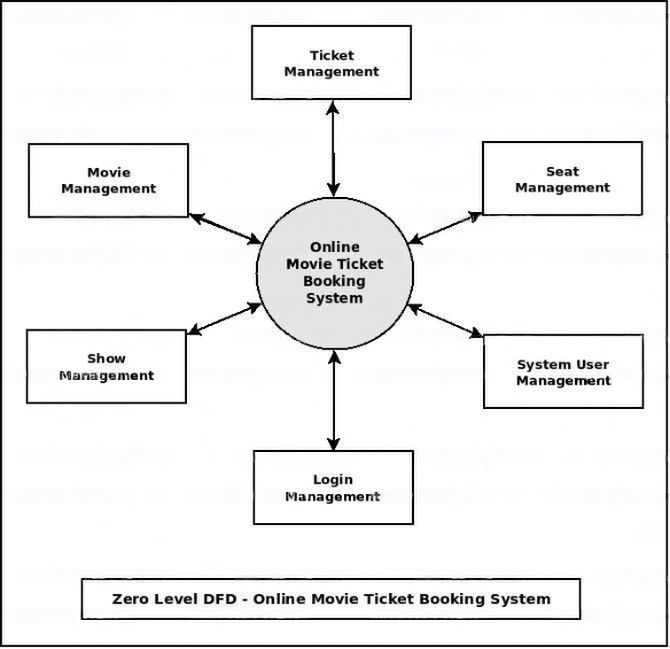 Ticket
Management
Movie
Management
Seat
Management
Online
Movie Ticket
Booking
System
Show
Management
System User
Management
Login
Management
Zero Level DFD - Online Movie Ticket Booking System